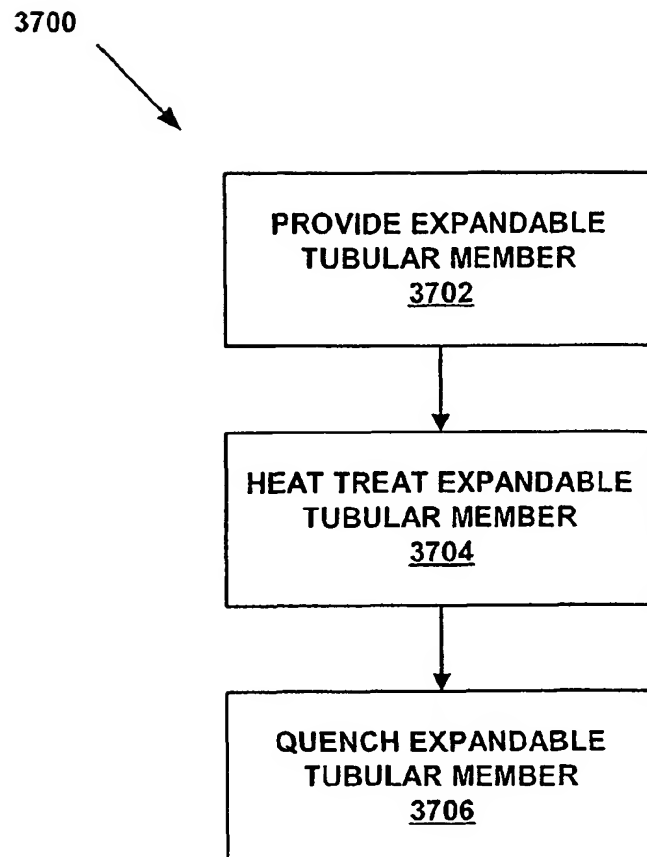 3700
PROVIDE EXPANDABLE
TUBULAR MEMBER
3702
HEAT TREAT EXPANDABLE
TUBULAR MEMBER
3704
QUENCH EXPANDABLE
TUBULAR MEMBER
3706